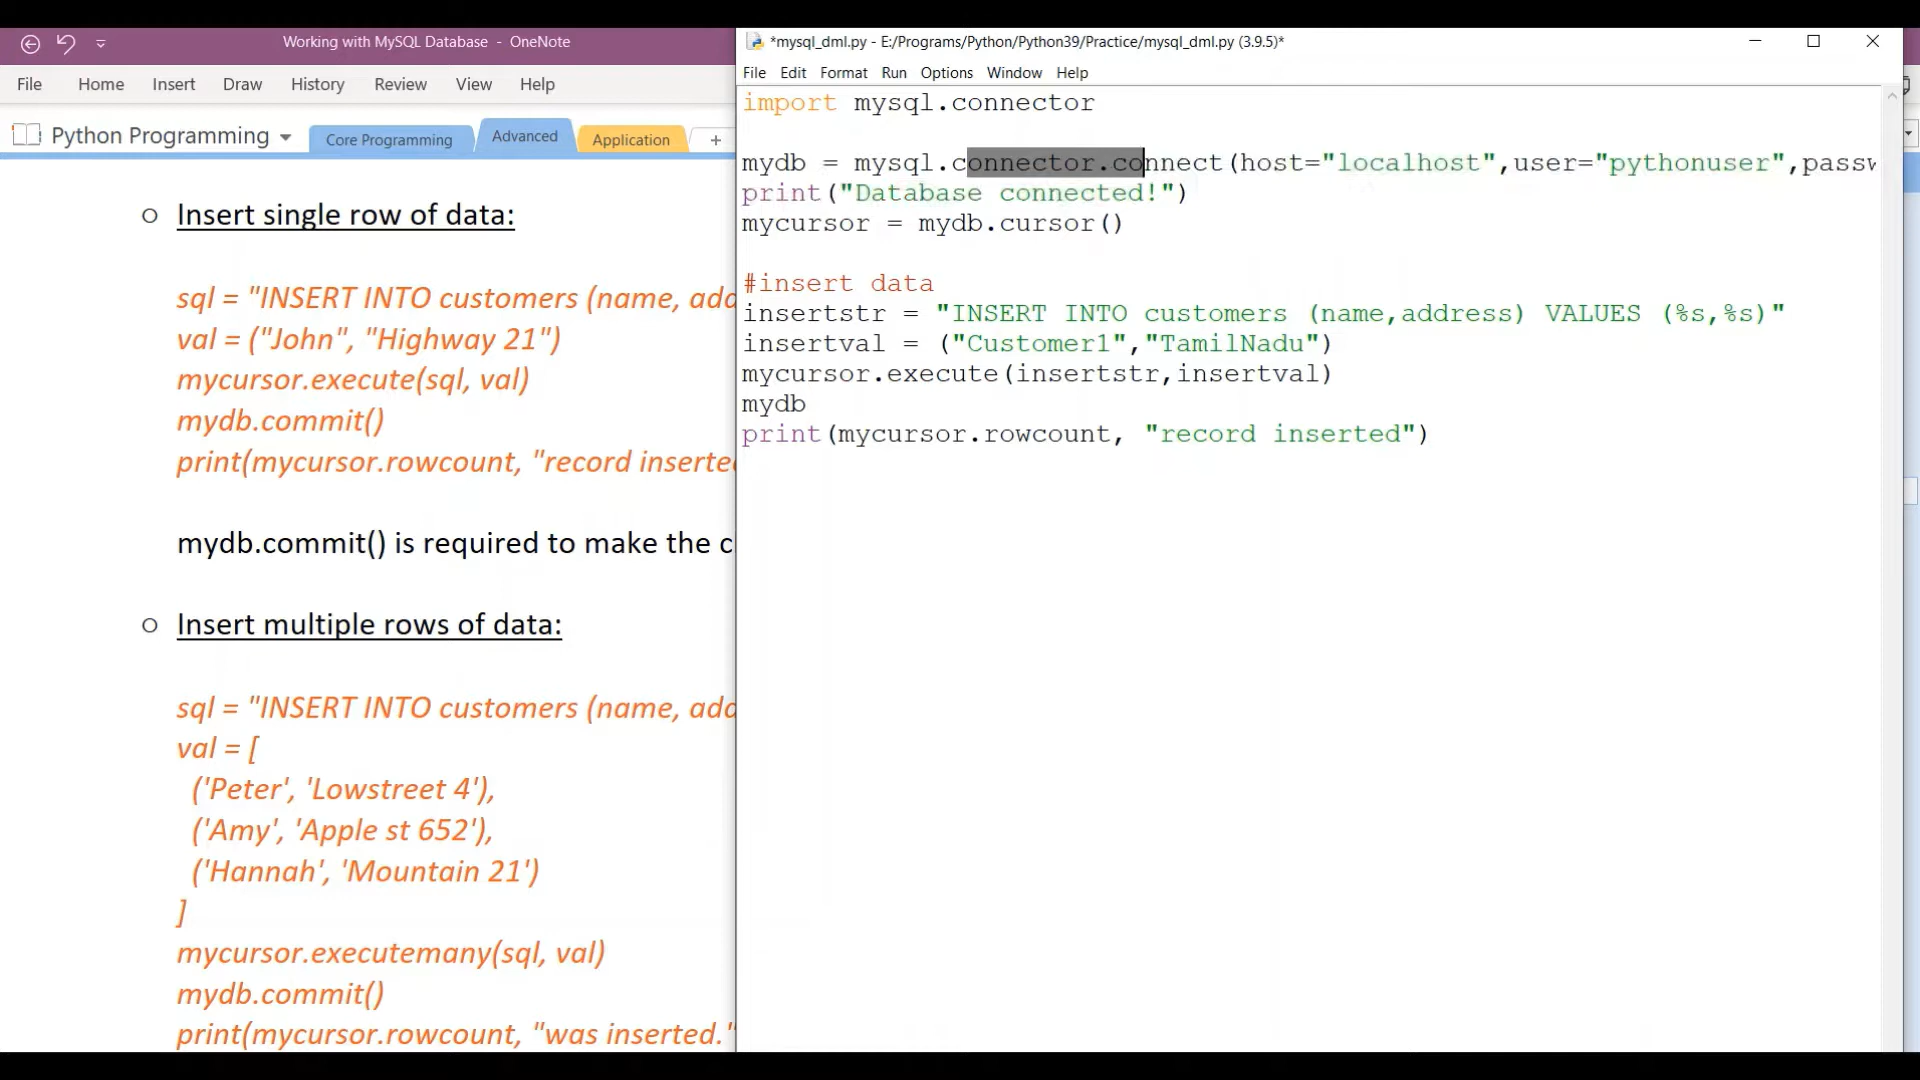 Working with MySQL Database - OneNote
File Home Insert Draw History Review View Help
Python Programming Core Programming Advanced Application +
○ Insert single row of data:
sql = "INSERT INTO customers (name, add
val = ("John", "Highway 21")
mycursor.execute(sql, val)
mydb.commit()
print(mycursor.rowcount, "record inserte
mydb.commit() is required to make the c
○ Insert multiple rows of data:
sql = "INSERT INTO customers (name, add
val = [
('Peter', 'Lowstreet 4'),
('Amy', 'Apple st 652'),
('Hannah', 'Mountain 21')
]
mycursor.executemany(sql, val)
mydb.commit()
print(mycursor.rowcount, "was inserted."
*mysql_dml.py - E:/Programs/Python/Python39/Practice/mysql_dml.py (3.9.5)*
File Edit Format Run Options Window Help
import mysql.connector
mydb = mysql.connector.connect(host="localhost",user="pythonuser",passw
print("Database connected!")
mycursor = mydb.cursor()
#insert data
insertstr = "INSERT INTO customers (name,address) VALUES (%s,%s)"
insertval = ("Customer1","TamilNadu")
mycursor.execute(insertstr,insertval)
mydb
print(mycursor.rowcount, "record inserted")